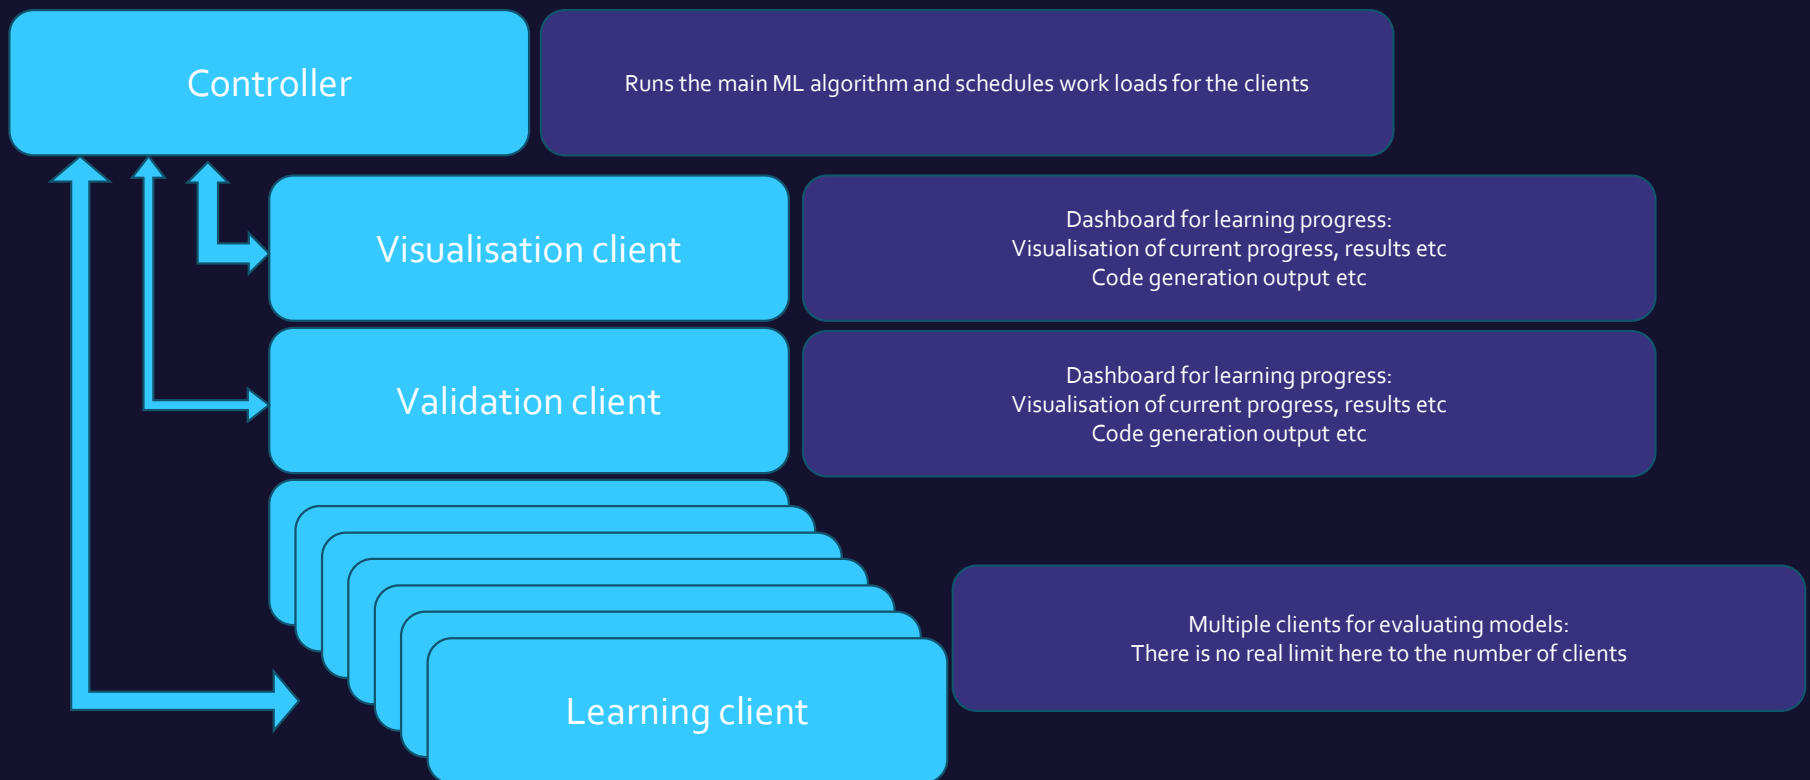 Controller
Runs the main ML algorithm and schedules work loads for the clients
Visualisation client
Dashboard for learning progress:
Visualisation of current progress, results etc
Code generation output etc
Validation client
Dashboard for learning progress:
Visualisation of current progress, results etc
Code generation output etc
Multiple clients for evaluating models:
There is no real limit here to the number of clients
Learning client